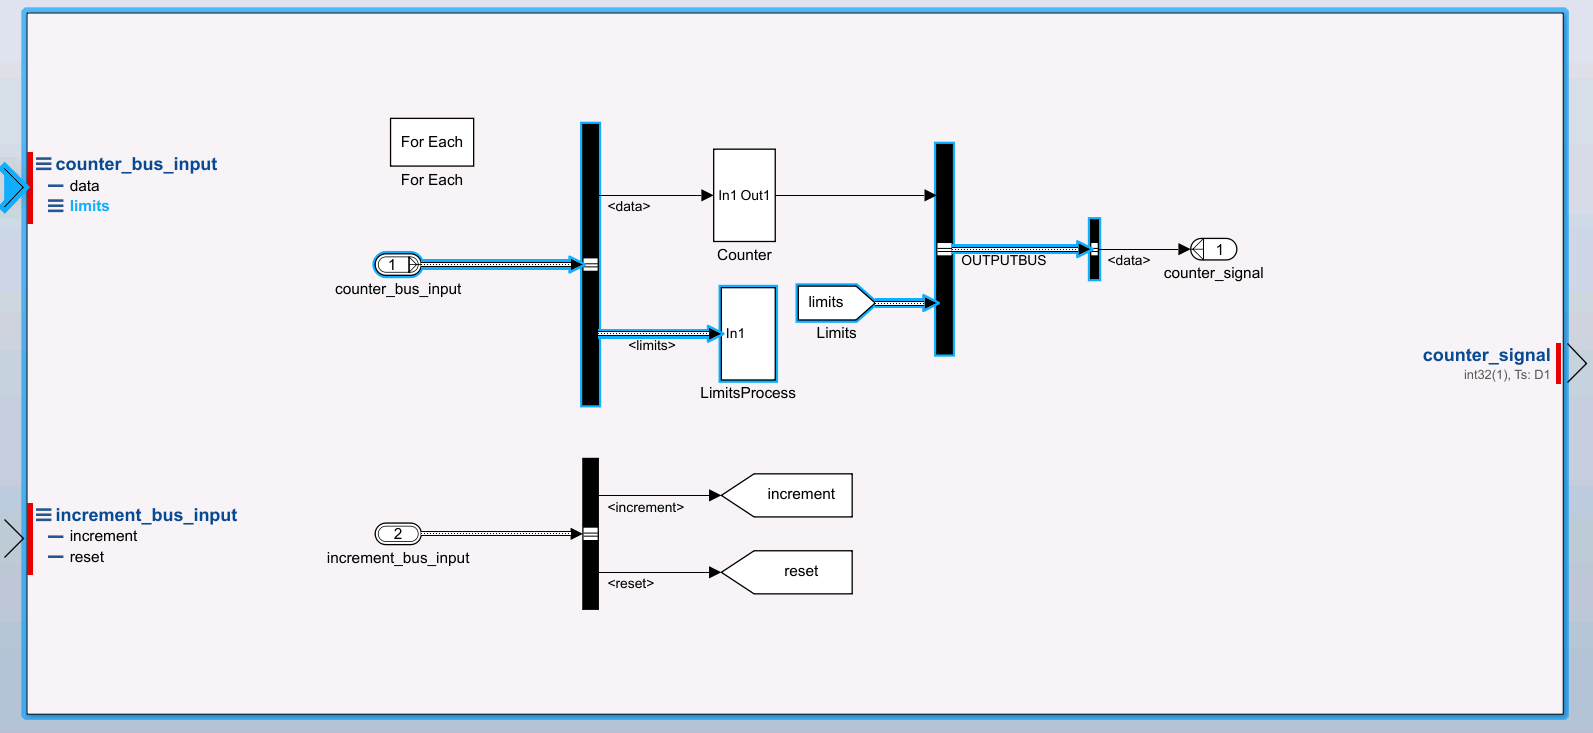 counter_bus_input
data
limits
For Each
For Each
1
counter_bus_input
<data>
In1 Out1
Counter
<limits>
In1
LimitsProcess
limits
Limits
OUTPUTBUS
<data>
1
counter_signal
counter_signal
int32(1), Ts: D1
increment_bus_input
increment
reset
2
increment_bus_input
<increment>
increment
<reset>
reset